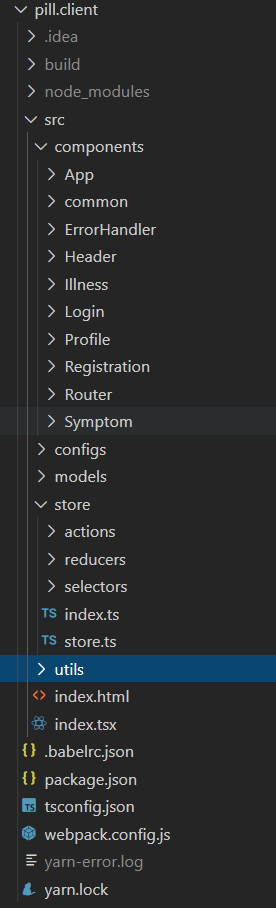 pill.client
.idea
build
node_modules
src
components
App
common
ErrorHandler
Header
Illness
Login
Profile
Registration
Router
Symptom
configs
models
store
actions
reducers
selectors
TS index.ts
TS store.ts
utils
<> index.html
index.tsx
{ } .babelrc.json
{ } package.json
TS tsconfig.json
webpack.config.js
yarn-error.log
yarn.lock